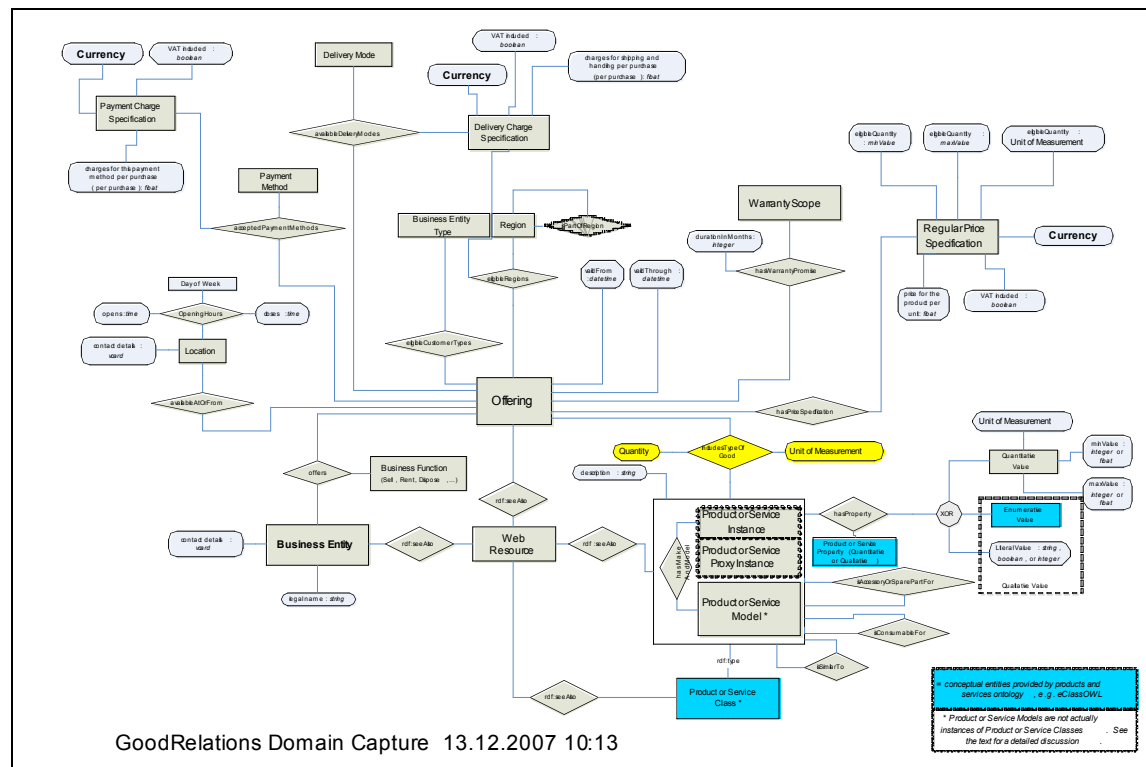 Currency
VAT included :
boolean
Payment Charge
Specification
charges for this payment
method per purchase
( per purchase ): float
Delivery Mode
availableDeliveryModes
VAT included :
boolean
Currency
charges for shipping and
handling per purchase
(per purchase ): float
Delivery Charge
Specification
Payment
Method
acceptedPaymentMethods
Business Entity
Type
Region
isPartOfRegion
eligibleRegions
eligibleCustomerTypes
validFrom
: datetime
validThrough :
datetime
Warranty Scope
durationInMonths :
integer
hasWarrantyPromise
eligibleQuantity
: minValue
eligibleQuantity :
maxValue
eligibleQuantity :
Unit of Measurement
Regular Price
Specification
Currency
price for the
product per
unit: float
VAT included :
boolean
Day of Week
opens :time
OpeningHours
closes :time
contact details :
vcard
Location
availableAtOrFrom
Offering
hasPriceSpecification
offers
Business Function
(Sell , Rent, Dispose ,...)
rdf:seeAlso
Quantity
includesTypeOf
Good
Unit of Measurement
description : string
Unit of Measurement
Quantitative
Value
minValue :
integer or
float
maxValue :
integer or
float
contact details :
vcard
Business Entity
legal name : string
rdf:seeAlso
Web
Resource
rdf :seeAlso
hasMake
AndModel
Product or Service
Instance
Product or Service
Proxy Instance
Product or Service
Model *
hasProperty
Product or Service
Property (Quantitative
or Qualitative )
XOR
Enumerative
Value
LiteralValue : string ,
boolean , or integer
Qualitative Value
isAccessoryOrSparePartFor
isConsumableFor
isSimilarTo
rdf:type
rdf:seeAlso
Product or Service
Class *
= conceptual entities provided by products and
services ontology , e .g. eClassOWL
* Product or Service Models are not actually
instances of Product or Service Classes . See
the text for a detailed discussion .
GoodRelations Domain Capture 13.12.2007 10:13